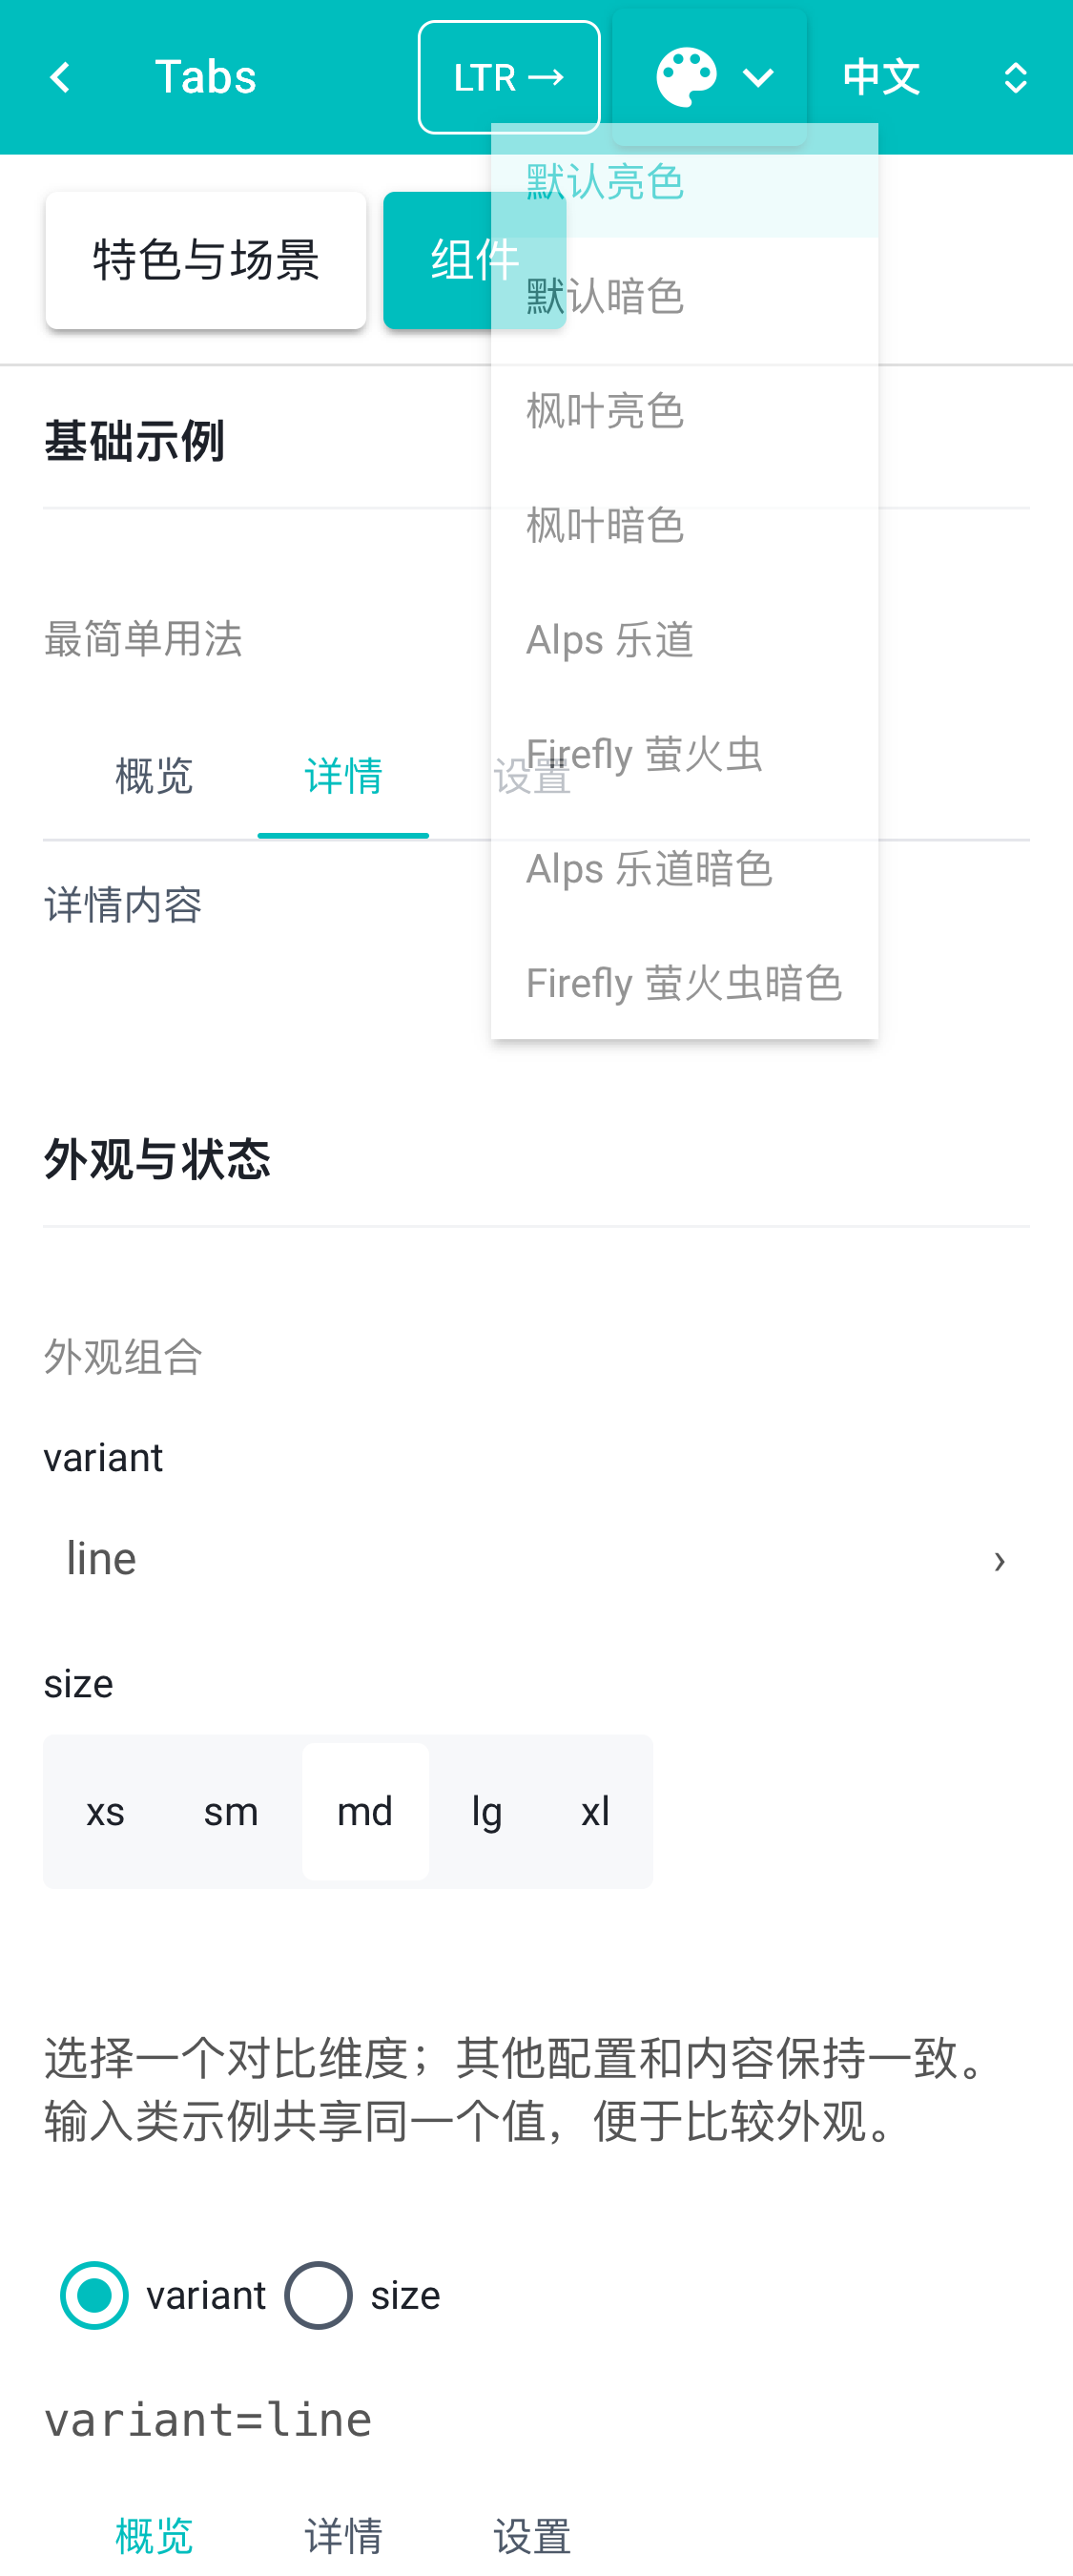 Tabs
LTR →
中文
特色与场景
组件
默认亮色
默认暗色
枫叶亮色
枫叶暗色
Alps 乐道
Firefly 萤火虫
Alps 乐道暗色
Firefly 萤火虫暗色
基础示例
最简单用法
概览
详情
设置
详情内容
外观与状态
外观组合
variant
line
size
xs
sm
md
lg
xl
选择一个对比维度；其他配置和内容保持一致。
输入类示例共享同一个值，便于比较外观。
variant
size
variant=line
概览
详情
设置